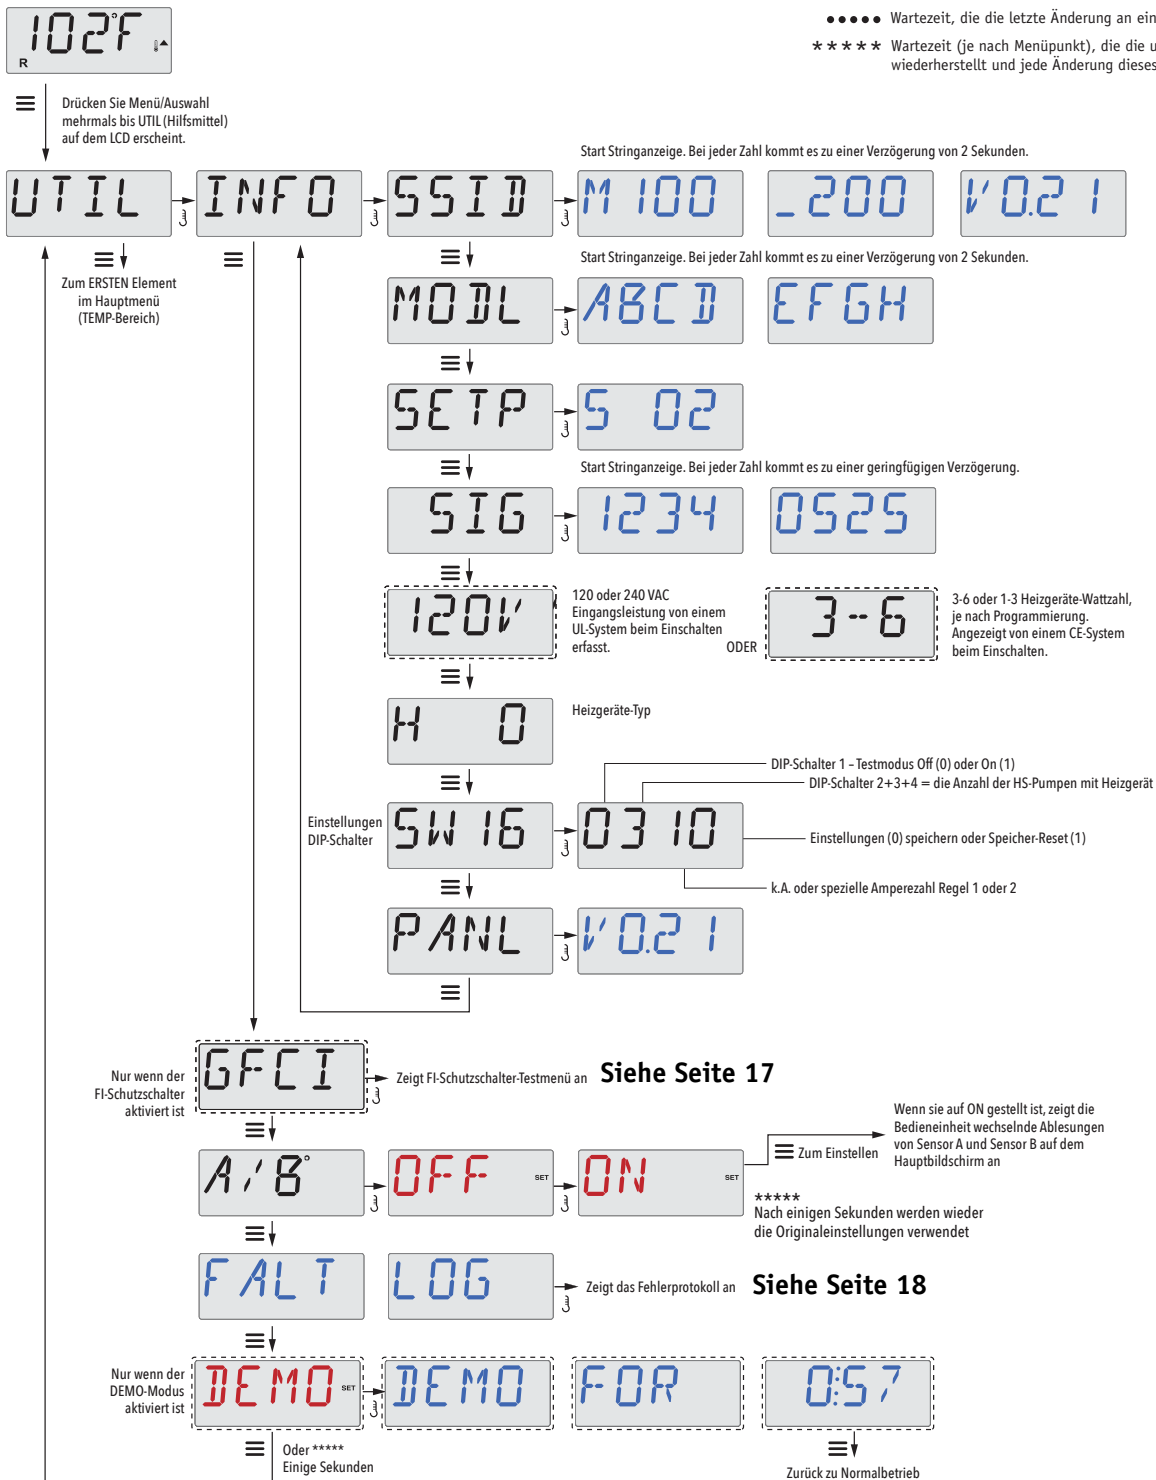 102°F
R
●●●●● Wartezeit, die die letzte Änderung an ein
***** Wartezeit (je nach Menüpunkt), die die u
wiederherstellt und jede Änderung dieses
Drücken Sie Menü/Auswahl
mehrmals bis UTIL (Hilfsmittel)
auf dem LCD erscheint.
Start Stringanzeige. Bei jeder Zahl kommt es zu einer Verzögerung von 2 Sekunden.
UTIL INFO SSID M100 _200 V0.21
Zum ERSTEN Element
im Hauptmenü
(TEMP-Bereich)
Start Stringanzeige. Bei jeder Zahl kommt es zu einer Verzögerung von 2 Sekunden.
MODL ABCD EFGH
SETP S 02
Start Stringanzeige. Bei jeder Zahl kommt es zu einer geringfügigen Verzögerung.
SIG 1234 0525
120V
120 oder 240 VAC
Eingangsleistung von einem
UL-System beim Einschalten
erfasst.
ODER
3--6
3-6 oder 1-3 Heizgeräte-Wattzahl,
je nach Programmierung.
Angezeigt von einem CE-System
beim Einschalten.
H 0
Heizgeräte-Typ
DIP-Schalter 1 – Testmodus Off (0) oder On (1)
DIP-Schalter 2+3+4 = die Anzahl der HS-Pumpen mit Heizgerät
Einstellungen
DIP-Schalter
SW16 0310
Einstellungen (0) speichern oder Speicher-Reset (1)
k.A. oder spezielle Amperezahl Regel 1 oder 2
PANL V0.21
Nur wenn der
FI-Schutzschalter
aktiviert ist
GFCI
Zeigt FI-Schutzschalter-Testmenü an Siehe Seite 17
A/B° OFF SET ON SET
Zum Einstellen
Wenn sie auf ON gestellt ist, zeigt die
Bedieneinheit wechselnde Ablesungen
von Sensor A und Sensor B auf dem
Hauptbildschirm an
*****
Nach einigen Sekunden werden wieder
die Originaleinstellungen verwendet
FALT LOG
Zeigt das Fehlerprotokoll an Siehe Seite 18
Nur wenn der
DEMO-Modus
aktiviert ist
DEMO SET DEMO FOR 0:57
Oder *****
Einige Sekunden
Zurück zu Normalbetrieb